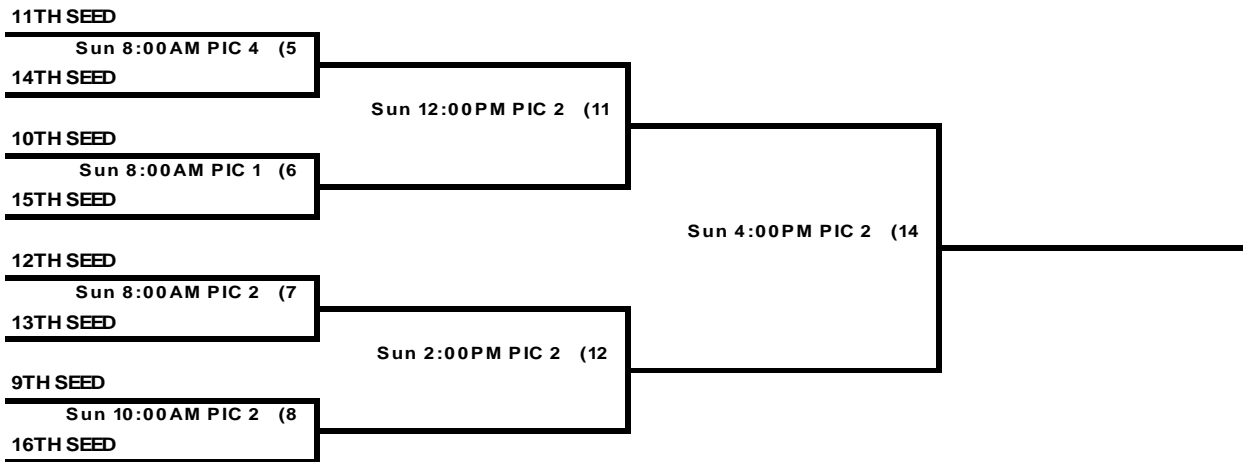 11TH SEED
Sun 8:00AM PIC 4 (5
14TH SEED
Sun 12:00PM PIC 2 (11
10TH SEED
Sun 8:00AM PIC 1 (6
15TH SEED
Sun 4:00PM PIC 2 (14
12TH SEED
Sun 8:00AM PIC 2 (7
13TH SEED
Sun 2:00PM PIC 2 (12
9TH SEED
Sun 10:00AM PIC 2 (8
16TH SEED